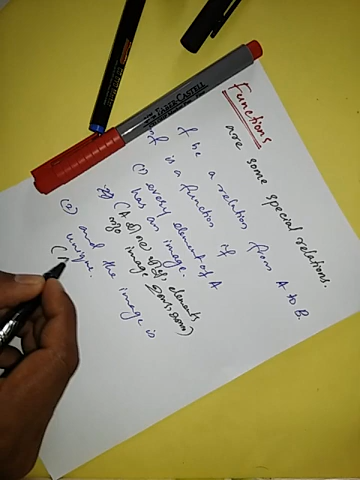 Functions
are some special relations.
f be a relation from A to B.
f is a function if
(1) every element of A
has an image.
(2) and the image is
unique.
FABER-CASTELL